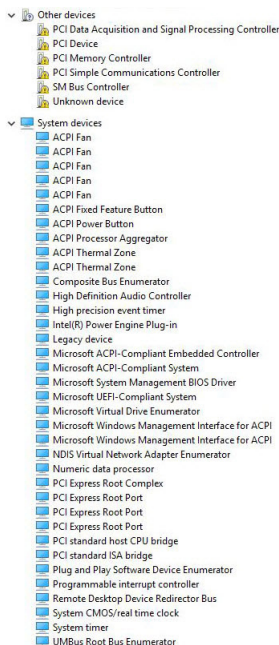 Other devices
PCI Data Acquisition and Signal Processing Controller
PCI Device
PCI Memory Controller
PCI Simple Communications Controller
SM Bus Controller
Unknown device
System devices
ACPI Fan
ACPI Fan
ACPI Fan
ACPI Fan
ACPI Fan
ACPI Fixed Feature Button
ACPI Power Button
ACPI Processor Aggregator
ACPI Thermal Zone
ACPI Thermal Zone
Composite Bus Enumerator
High Definition Audio Controller
High precision event timer
Intel(R) Power Engine Plug-in
Legacy device
Microsoft ACPI-Compliant Embedded Controller
Microsoft ACPI-Compliant System
Microsoft System Management BIOS Driver
Microsoft UEFI-Compliant System
Microsoft Virtual Drive Enumerator
Microsoft Windows Management Interface for ACPI
Microsoft Windows Management Interface for ACPI
NDIS Virtual Network Adapter Enumerator
Numeric data processor
PCI Express Root Complex
PCI Express Root Port
PCI Express Root Port
PCI Express Root Port
PCI standard host CPU bridge
PCI standard ISA bridge
Plug and Play Software Device Enumerator
Programmable interrupt controller
Remote Desktop Device Redirector Bus
System CMOS/real time clock
System timer
UMBus Root Bus Enumerator